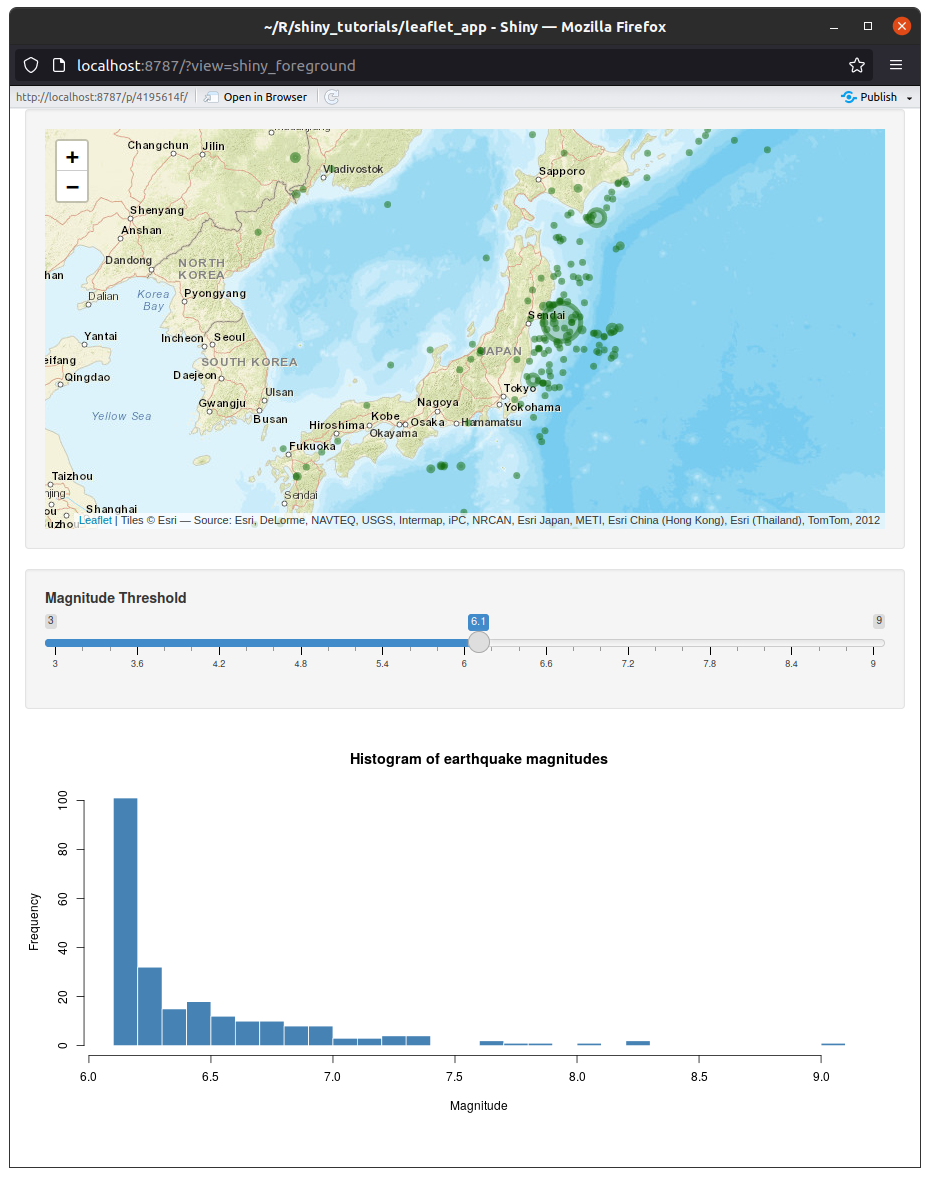 ~/R/shiny_tutorials/leaflet_app - Shiny — Mozilla Firefox
localhost:8787/?view=shiny_foreground
http://localhost:8787/p/4195614f/ Open in Browser Publish
+
−
Changchun Jilin
Vladivostok
Sapporo
Shenyang
Anshan
Dandong
NORTH
KOREA
han
Dalian
Korea
Bay
Pyongyang
Sendai
Yantai
Incheon Seoul
JAPAN
eifang
SOUTH KOREA
Qingdao
Daejeon
Tokyo
Ulsan
Gwangju
Nagoya
Yokohama
Yellow Sea
Busan
Kobe
Hiroshima
Osaka Hamamatsu
Okayama
Fukuoka
Taizhou
njing
Sendai
ou
Shanghai
uzho
Leaflet | Tiles © Esri — Source: Esri, DeLorme, NAVTEQ, USGS, Intermap, iPC, NRCAN, Esri Japan, METI, Esri China (Hong Kong), Esri (Thailand), TomTom, 2012
Magnitude Threshold
3 6.1 9
3 3.6 4.2 4.8 5.4 6 6.6 7.2 7.8 8.4 9
Histogram of earthquake magnitudes
100
80
60
40
20
0
Frequency
6.0 6.5 7.0 7.5 8.0 8.5 9.0
Magnitude